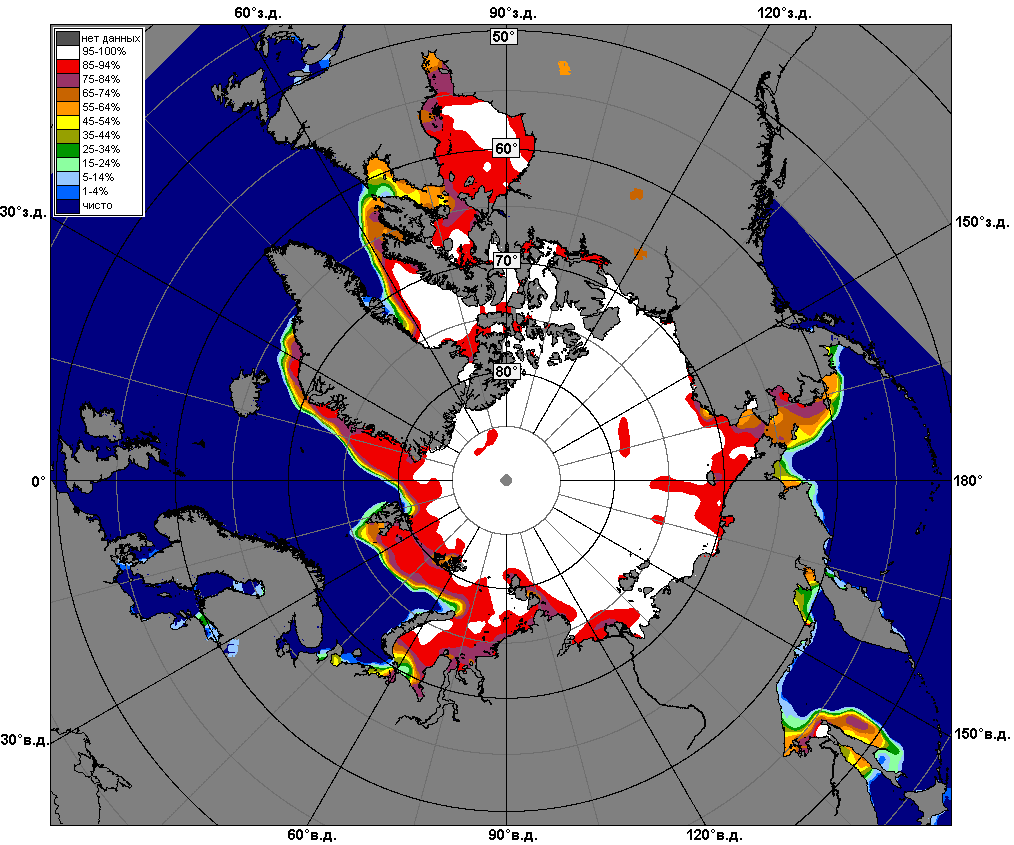 60°з.д.
90°з.д.
120°з.д.
нет данных
95-100%
85-94%
75-84%
65-74%
55-64%
45-54%
35-44%
25-34%
15-24%
5-14%
1-4%
чисто
50°
60°
30°з.д.
150°з.д.
70°
80°
0°
180°
30°в.д.
150°в.д.
60°в.д.
90°в.д.
120°в.д.